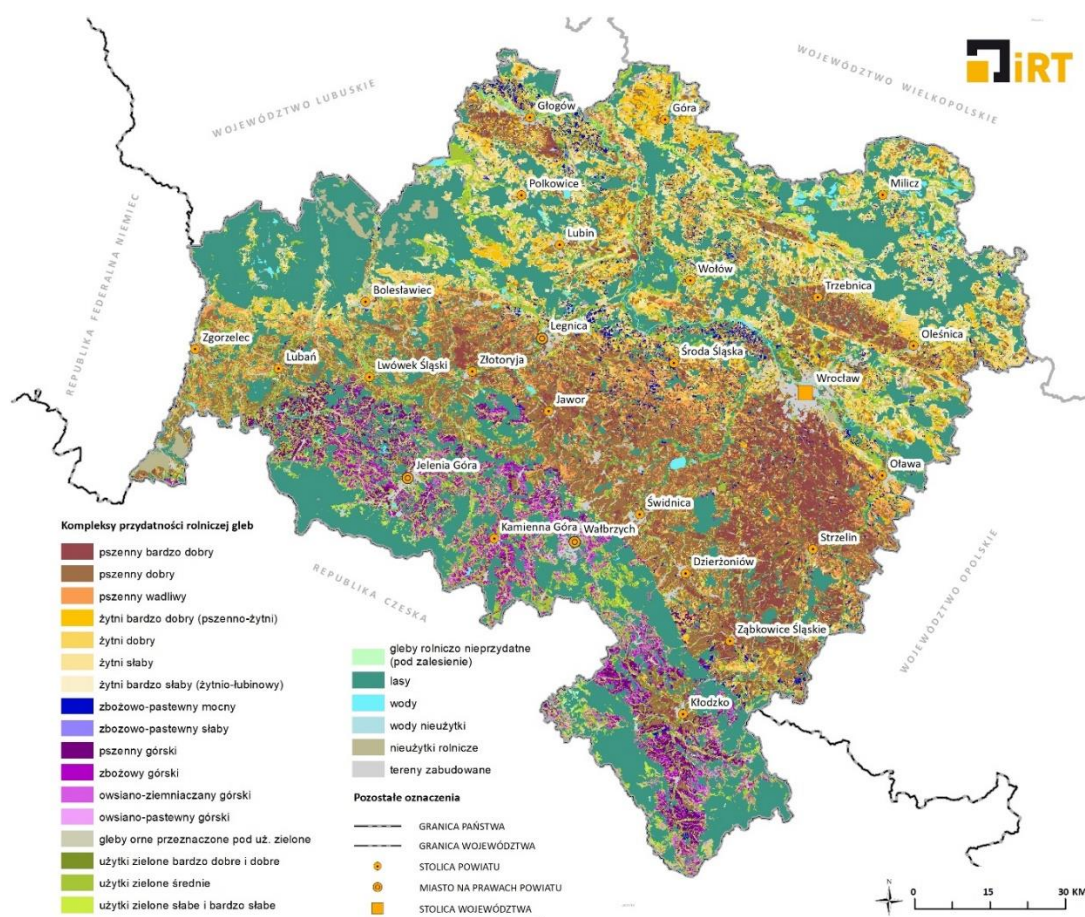 iRT
WOJEWÓDZTWO LUBUSKIE
WOJEWÓDZTWO WIELKOPOLSKIE
REPUBLIKA FEDERALNA NIEMIEC
Głogów
Góra
Polkowice
Milicz
Lubin
Wołów
Trzebnica
Bolesławiec
Legnica
Oleśnica
Zgorzelec
Środa Śląska
Lubań
Lwówek Śląski
Złotoryja
Wrocław
Jawor
Jelenia Góra
Oława
Świdnica
Kamienna Góra
Wałbrzych
Strzelin
Dzierżoniów
REPUBLIKA CZESKA
WOJEWÓDZTWO OPOLSKIE
Ząbkowice Śląskie
Kłodzko
Kompleksy przydatności rolniczej gleb
pszenny bardzo dobry
pszenny dobry
pszenny wadliwy
żytni bardzo dobry (pszenno-żytni)
żytni dobry
żytni słaby
żytni bardzo słaby (żytnio-łubinowy)
zbożowo-pastewny mocny
zbozowo-pastewny słaby
pszenny górski
zbożowy górski
owsiano-ziemniaczany górski
owsiano-pastewny górski
gleby orne przeznaczone pod uż. zielone
użytki zielone bardzo dobre i dobre
użytki zielone średnie
użytki zielone słabe i bardzo słabe
gleby rolniczo nieprzydatne
(pod zalesienie)
lasy
wody
wody nieużytki
nieużytki rolnicze
tereny zabudowane
Pozostałe oznaczenia
GRANICA PAŃSTWA
GRANICA WOJEWÓDZTWA
STOLICA POWIATU
MIASTO NA PRAWACH POWIATU
STOLICA WOJEWÓDZTWA
N
0 15 30 KM